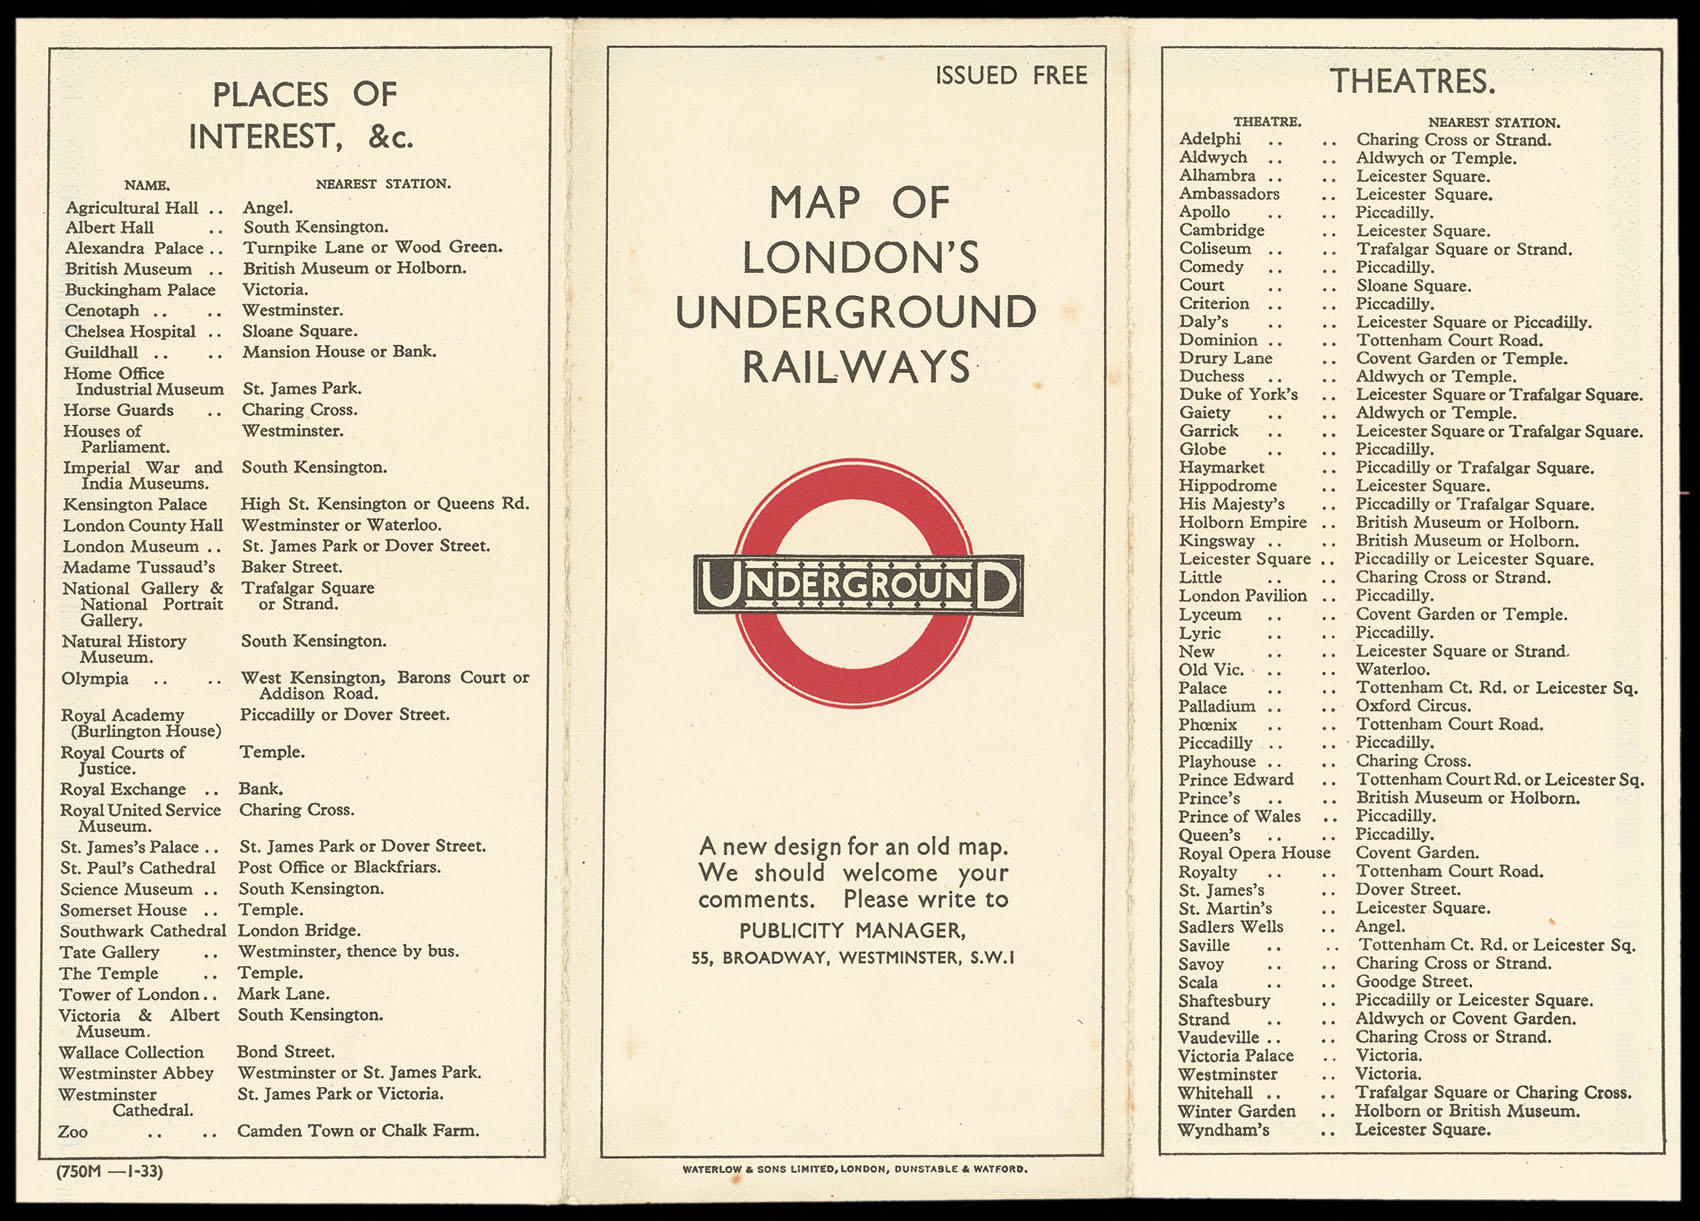 PLACES OF
INTEREST, &c.
NAME. NEAREST STATION.
Agricultural Hall .. Angel.
Albert Hall .. South Kensington.
Alexandra Palace .. Turnpike Lane or Wood Green.
British Museum .. British Museum or Holborn.
Buckingham Palace Victoria.
Cenotaph .. .. Westminster.
Chelsea Hospital .. Sloane Square.
Guildhall .. .. Mansion House or Bank.
Home Office
Industrial Museum St. James Park.
Horse Guards .. Charing Cross.
Houses of Westminster.
Parliament.
Imperial War and South Kensington.
India Museums.
Kensington Palace High St. Kensington or Queens Rd.
London County Hall Westminster or Waterloo.
London Museum .. St. James Park or Dover Street.
Madame Tussaud's Baker Street.
National Gallery & Trafalgar Square
National Portrait or Strand.
Gallery.
Natural History South Kensington.
Museum.
Olympia .. .. West Kensington, Barons Court or
Addison Road.
Royal Academy Piccadilly or Dover Street.
(Burlington House)
Royal Courts of Temple.
Justice.
Royal Exchange .. Bank.
Royal United Service Charing Cross.
Museum.
St. James's Palace .. St. James Park or Dover Street.
St. Paul's Cathedral Post Office or Blackfriars.
Science Museum .. South Kensington.
Somerset House .. Temple.
Southwark Cathedral London Bridge.
Tate Gallery .. Westminster, thence by bus.
The Temple .. Temple.
Tower of London .. Mark Lane.
Victoria & Albert South Kensington.
Museum.
Wallace Collection Bond Street.
Westminster Abbey Westminster or St. James Park.
Westminster St. James Park or Victoria.
Cathedral.
Zoo .. .. Camden Town or Chalk Farm.
(750M —1-33)
ISSUED FREE
MAP OF
LONDON'S
UNDERGROUND
RAILWAYS
UNDERGROUND
A new design for an old map.
We should welcome your
comments. Please write to
PUBLICITY MANAGER,
55, BROADWAY, WESTMINSTER, S.W.1
WATERLOW & SONS LIMITED, LONDON, DUNSTABLE & WATFORD.
THEATRES.
THEATRE. NEAREST STATION.
Adelphi .. .. Charing Cross or Strand.
Aldwych .. .. Aldwych or Temple.
Alhambra .. .. Leicester Square.
Ambassadors .. Leicester Square.
Apollo .. .. Piccadilly.
Cambridge .. Leicester Square.
Coliseum .. .. Trafalgar Square or Strand.
Comedy .. .. Piccadilly.
Court .. .. Sloane Square.
Criterion .. .. Piccadilly.
Daly's .. .. Leicester Square or Piccadilly.
Dominion .. .. Tottenham Court Road.
Drury Lane .. Covent Garden or Temple.
Duchess .. .. Aldwych or Temple.
Duke of York's .. Leicester Square or Trafalgar Square.
Gaiety .. .. Aldwych or Temple.
Garrick .. .. Leicester Square or Trafalgar Square.
Globe .. .. Piccadilly.
Haymarket .. Piccadilly or Trafalgar Square.
Hippodrome .. Leicester Square.
His Majesty's .. Piccadilly or Trafalgar Square.
Holborn Empire .. British Museum or Holborn.
Kingsway .. .. British Museum or Holborn.
Leicester Square .. Piccadilly or Leicester Square.
Little .. .. Charing Cross or Strand.
London Pavilion .. Piccadilly.
Lyceum .. .. Covent Garden or Temple.
Lyric .. .. Piccadilly.
New .. .. Leicester Square or Strand.
Old Vic. .. .. Waterloo.
Palace .. .. Tottenham Ct. Rd. or Leicester Sq.
Palladium .. .. Oxford Circus.
Phœnix .. .. Tottenham Court Road.
Piccadilly .. .. Piccadilly.
Playhouse .. .. Charing Cross.
Prince Edward .. Tottenham Court Rd. or Leicester Sq.
Prince's .. .. British Museum or Holborn.
Prince of Wales .. Piccadilly.
Queen's .. .. Piccadilly.
Royal Opera House Covent Garden.
Royalty .. .. Tottenham Court Road.
St. James's .. Dover Street.
St. Martin's .. Leicester Square.
Sadlers Wells .. Angel.
Saville .. .. Tottenham Ct. Rd. or Leicester Sq.
Savoy .. .. Charing Cross or Strand.
Scala .. .. Goodge Street.
Shaftesbury .. Piccadilly or Leicester Square.
Strand .. .. Aldwych or Covent Garden.
Vaudeville .. .. Charing Cross or Strand.
Victoria Palace .. Victoria.
Westminster .. Victoria.
Whitehall .. .. Trafalgar Square or Charing Cross.
Winter Garden .. Holborn or British Museum.
Wyndham's .. Leicester Square.